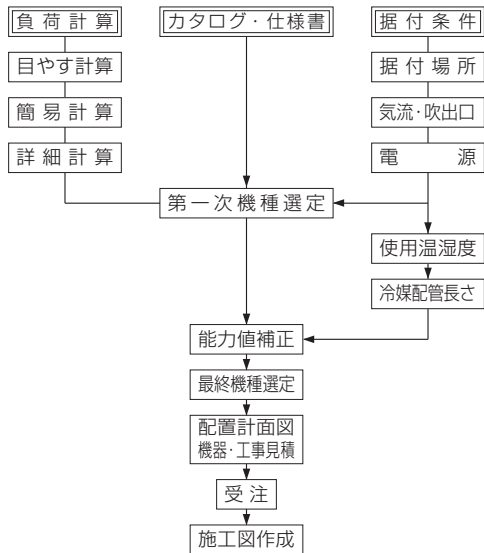 負荷計算
目やす計算
簡易計算
詳細計算
カタログ・仕様書
据付条件
据付場所
気流・吹出口
電源
第一次機種選定
使用温湿度
冷媒配管長さ
能力値補正
最終機種選定
配置計面図
機器・工事見積
受注
施工図作成